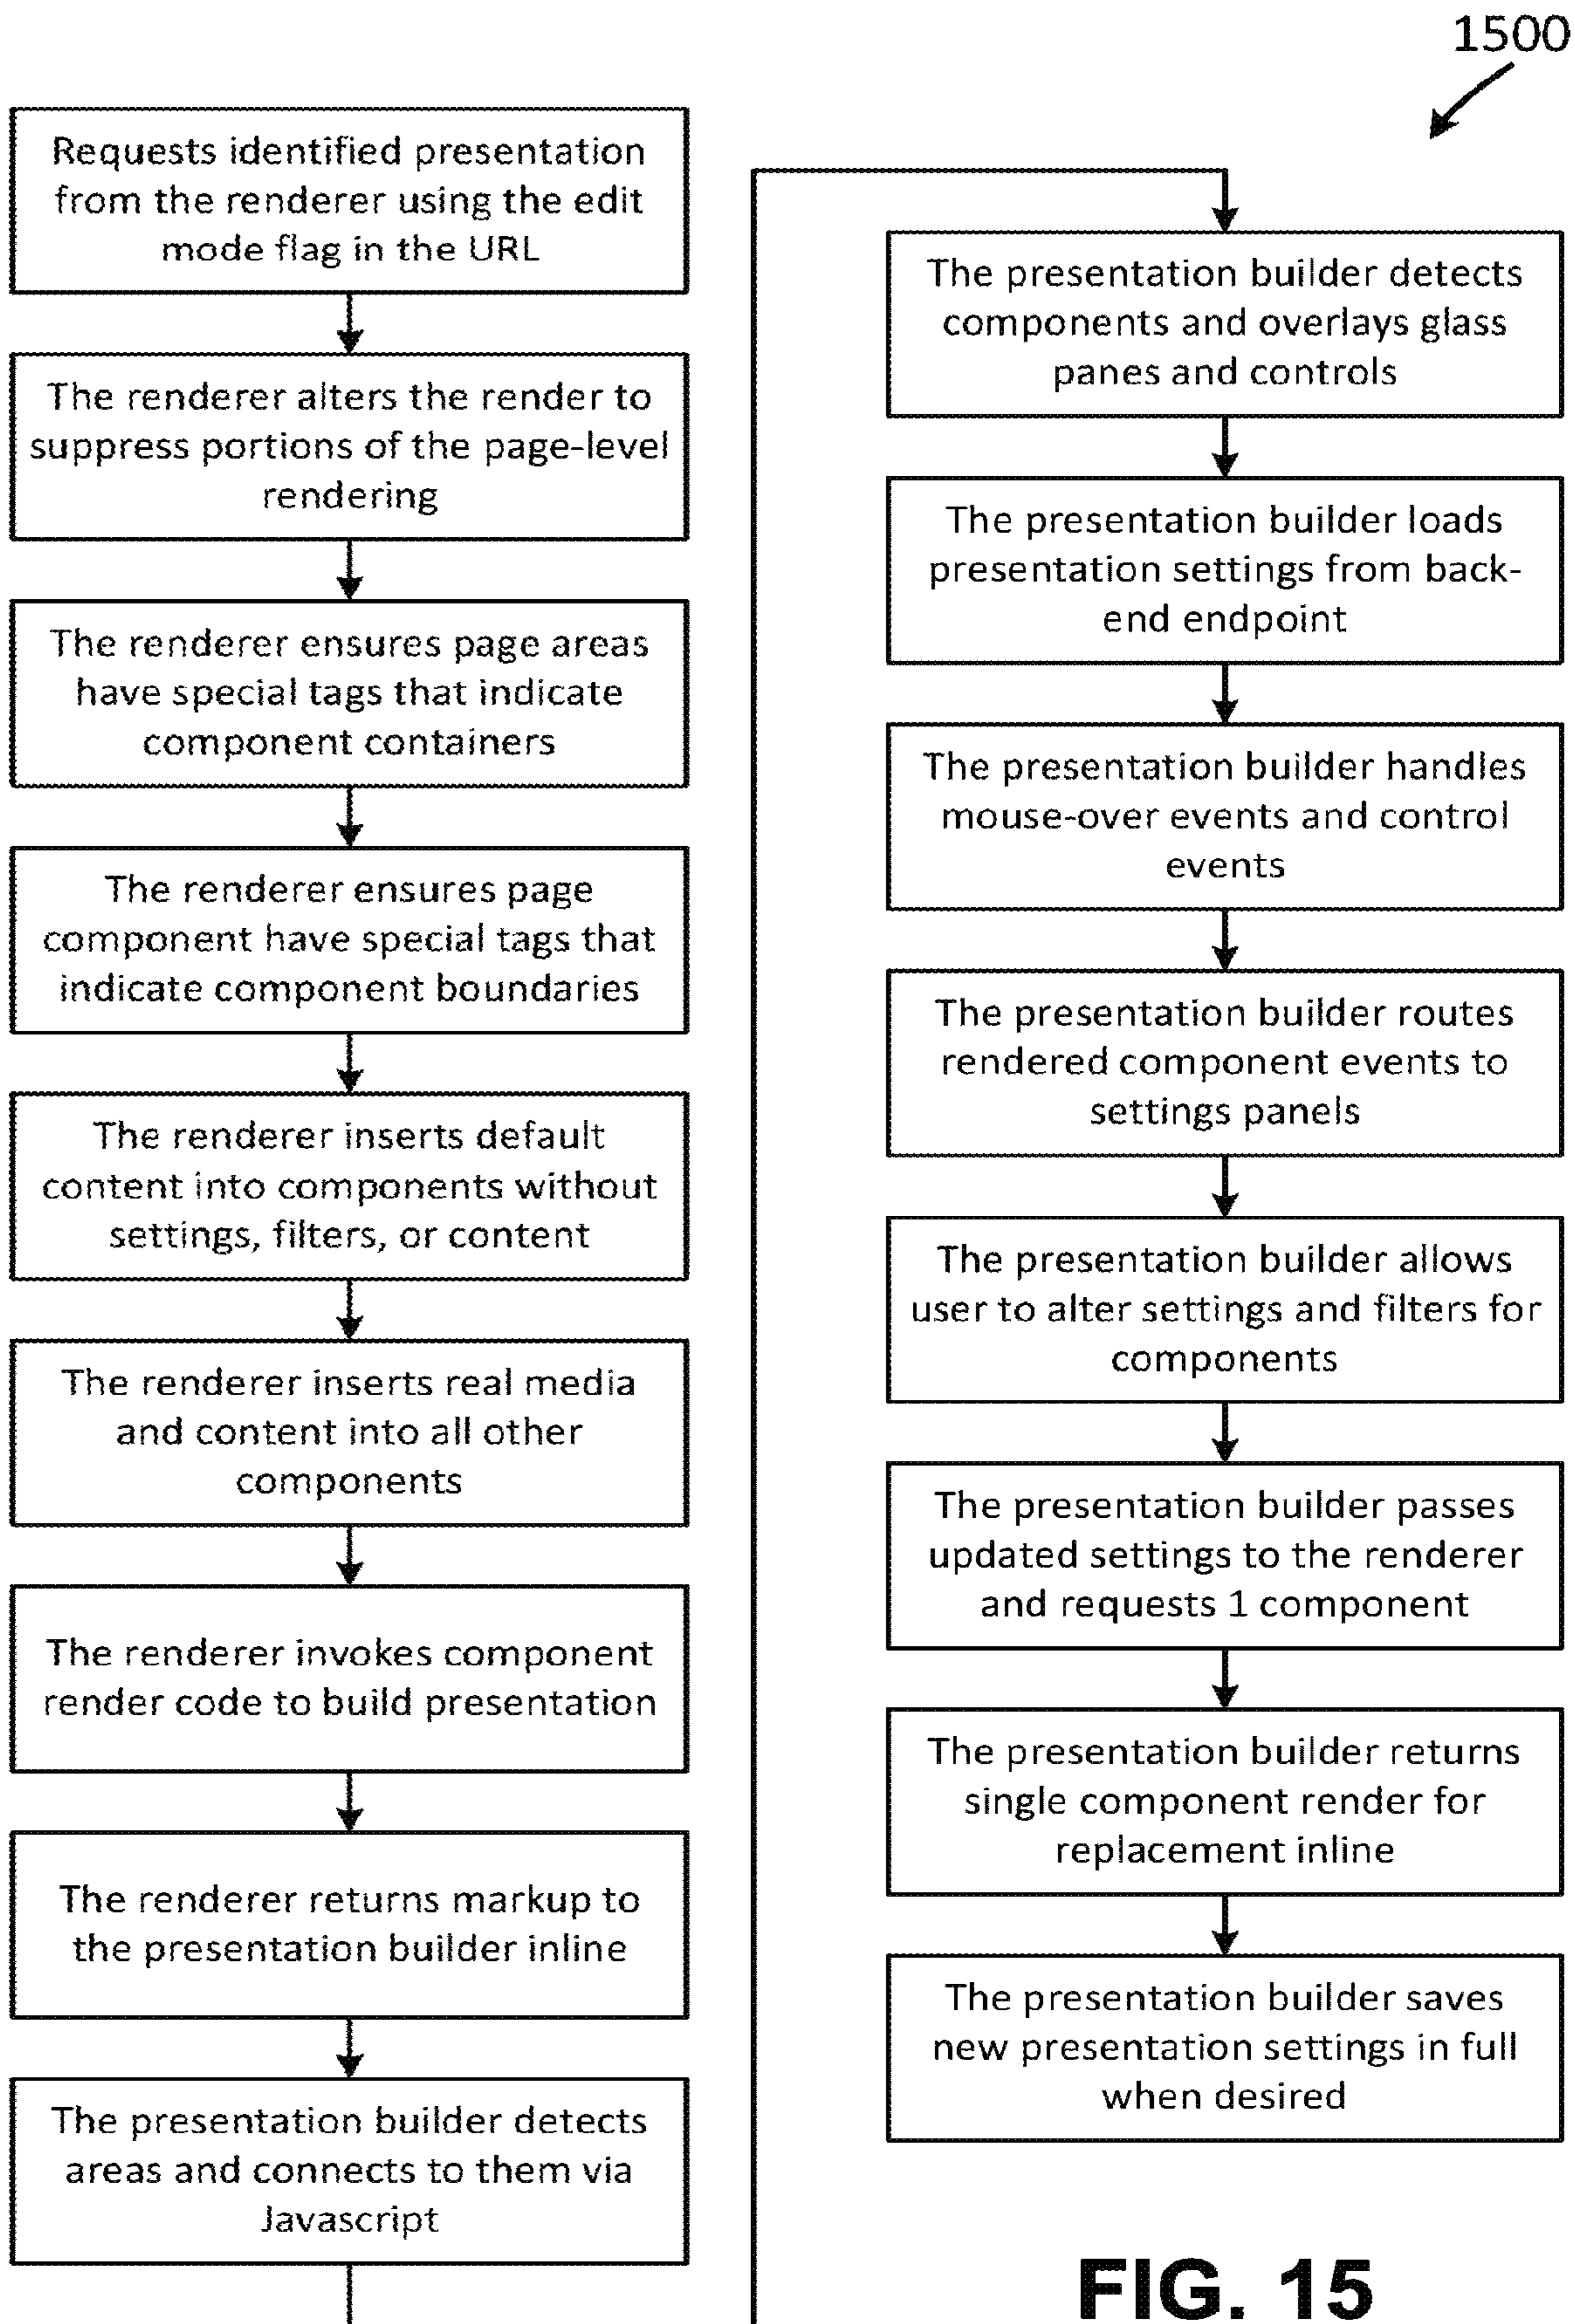 1500
Requests identified presentation
from the renderer using the edit
mode flag in the URL
The renderer alters the render to
suppress portions of the page-level
rendering
The renderer ensures page areas
have special tags that indicate
component containers
The renderer ensures page
component have special tags that
indicate component boundaries
The renderer inserts default
content into components without
settings, filters, or content
The renderer inserts real media
and content into all other
components
The renderer invokes component
render code to build presentation
The renderer returns markup to
the presentation builder inline
The presentation builder detects
areas and connects to them via
Javascript
The presentation builder detects
components and overlays glass
panes and controls
The presentation builder loads
presentation settings from back-
end endpoint
The presentation builder handles
mouse-over events and control
events
The presentation builder routes
rendered component events to
settings panels
The presentation builder allows
user to alter settings and filters for
components
The presentation builder passes
updated settings to the renderer
and requests 1 component
The presentation builder returns
single component render for
replacement inline
The presentation builder saves
new presentation settings in full
when desired
FIG. 15